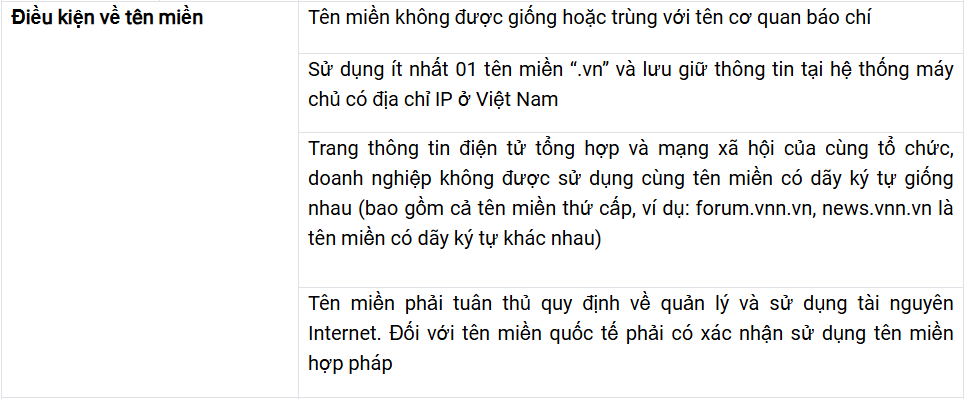 Điều kiện về tên miền
Tên miền không được giống hoặc trùng với tên cơ quan báo chí
Sử dụng ít nhất 01 tên miền “.vn” và lưu giữ thông tin tại hệ thống máy
chủ có địa chỉ IP ở Việt Nam
Trang thông tin điện tử tổng hợp và mạng xã hội của cùng tổ chức,
doanh nghiệp không được sử dụng cùng tên miền có dãy ký tự giống
nhau (bao gồm cả tên miền thứ cấp, ví dụ: forum.vnn.vn, news.vnn.vn là
tên miền có dãy ký tự khác nhau)
Tên miền phải tuân thủ quy định về quản lý và sử dụng tài nguyên
Internet. Đối với tên miền quốc tế phải có xác nhận sử dụng tên miền
hợp pháp